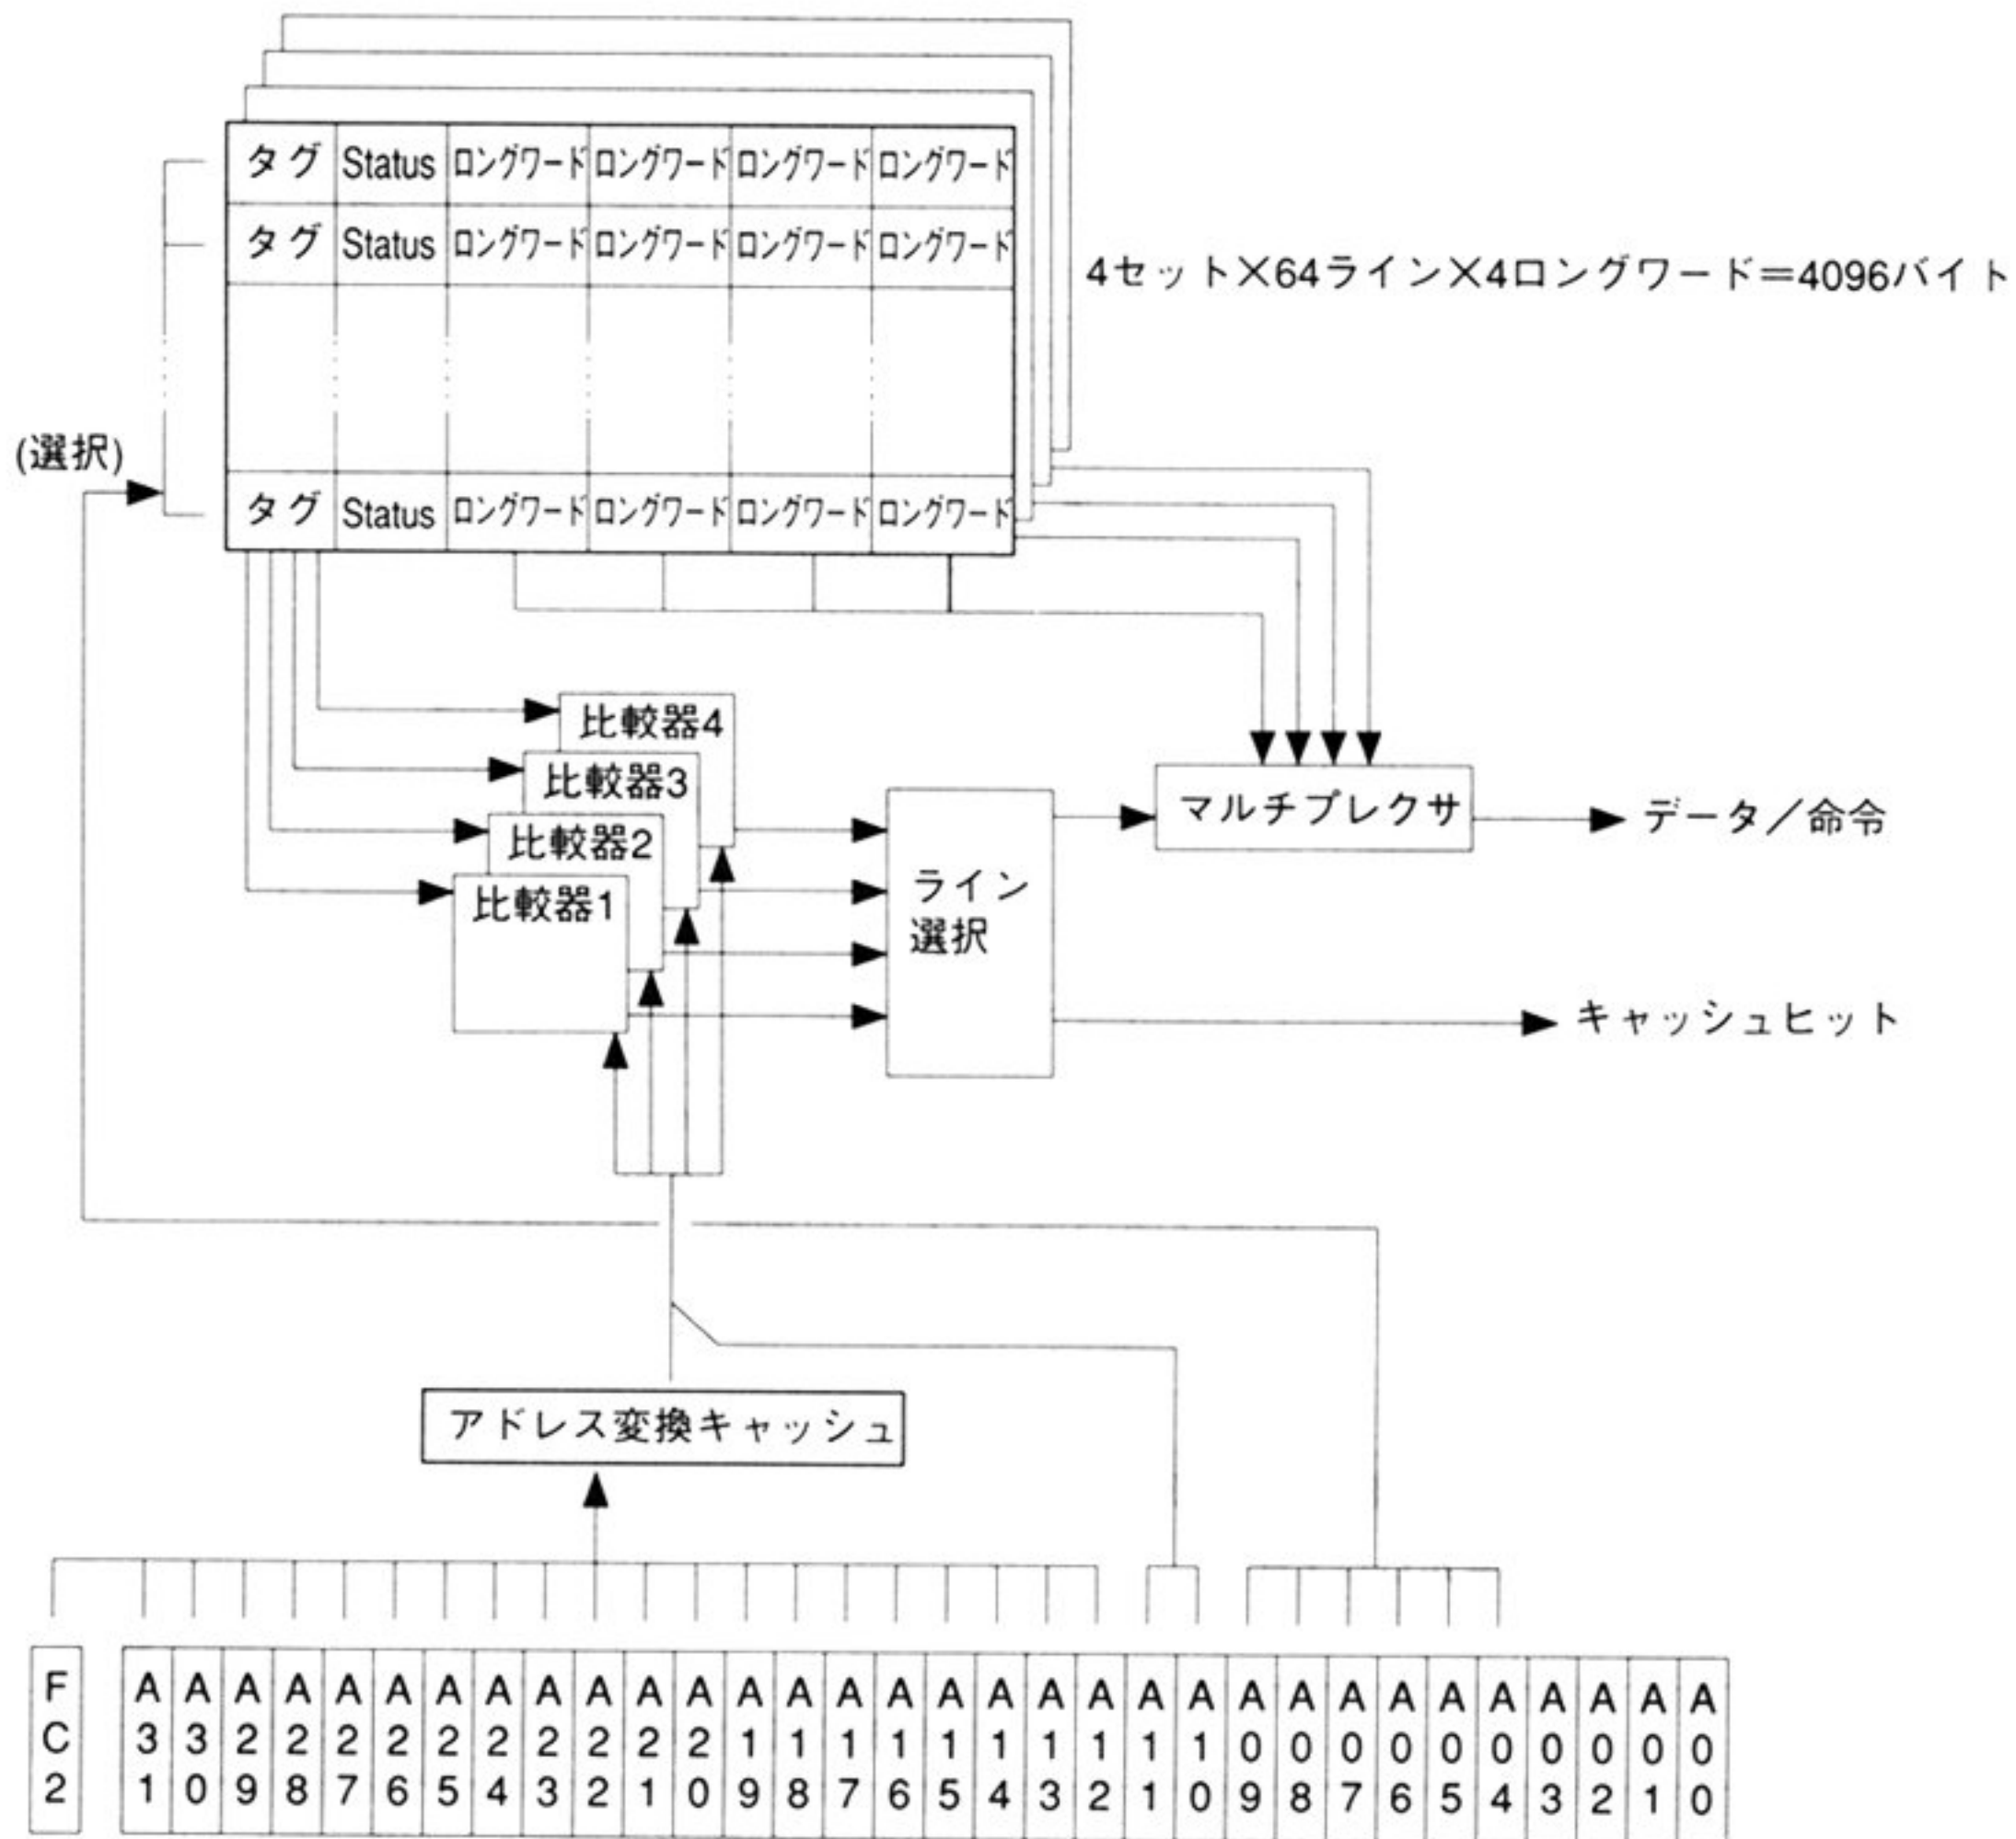 タグ Status ロングワード ロングワード ロングワード ロングワード
タグ Status ロングワード ロングワード ロングワード ロングワード
4セット×64ライン×4ロングワード=4096バイト
(選択)
タグ Status ロングワード ロングワード ロングワード ロングワード
比較器4
比較器3
比較器2
比較器1
ライン
選択
マルチプレクサ
データ/命令
キャッシュヒット
アドレス変換キャッシュ
FC2 A31 A30 A29 A28 A27 A26 A25 A24 A23 A22 A21 A20 A19 A18 A17 A16 A15 A14 A13 A12 A11 A10 A09 A08 A07 A06 A05 A04 A03 A02 A01 A00